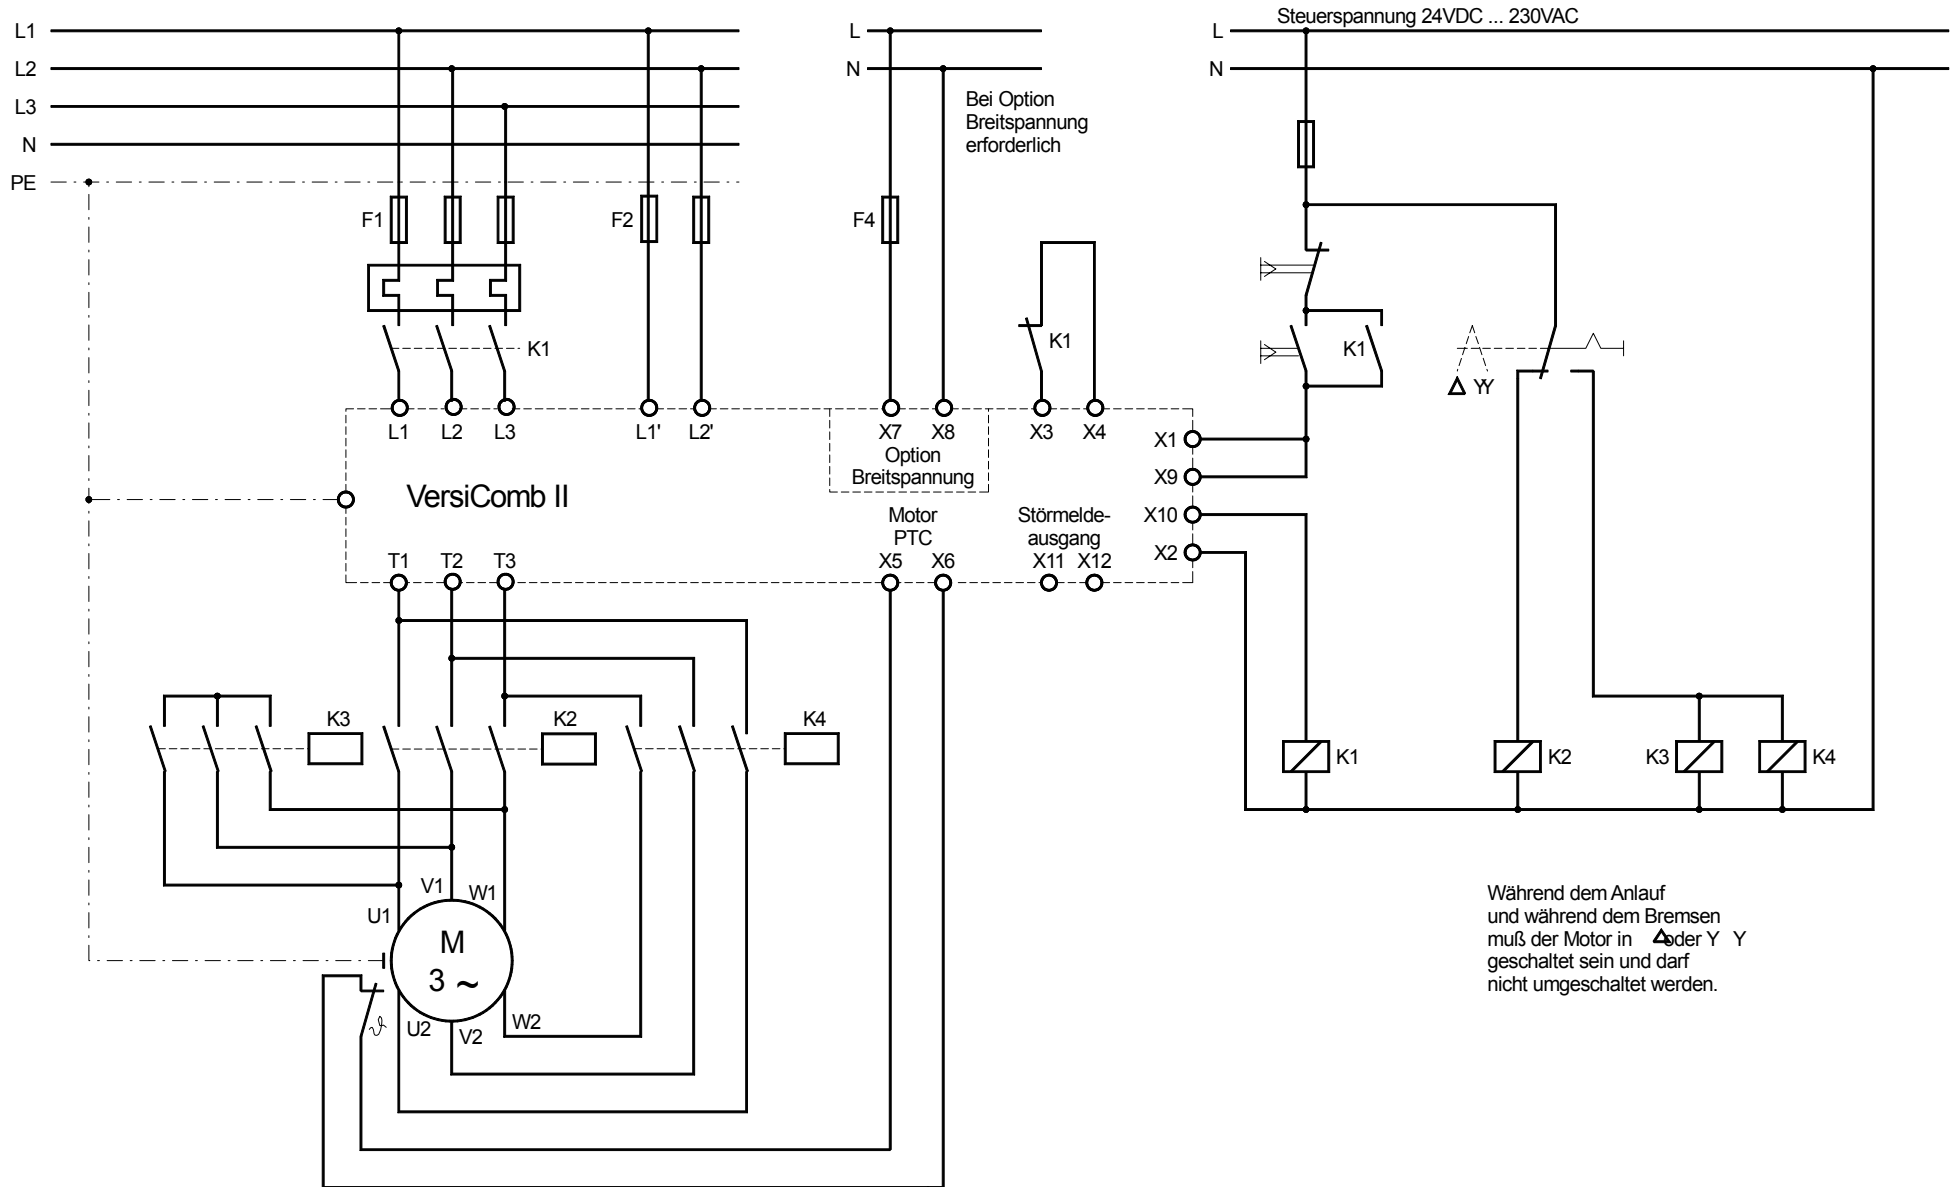 Steuerspannung 24VDC ... 230VAC
L1
L
L
L2
N
N
L3
Bei Option
Breitspannung
erforderlich
N
PE
F1
F2
F4
K1
K1
K1
Δ YY
L1 L2 L3 L1' L2' X7 X8 X3 X4
X1
Option
Breitspannung
X9
VersiComb II
Motor
PTC
Störmelde-
ausgang
X10
X2
T1 T2 T3 X5 X6 X11 X12
K3 K2 K4
K1 K2 K3 K4
V1 W1
U1
M
3 ~
U2 V2 W2
ϑ
Während dem Anlauf
und während dem Bremsen
muß der Motor in Δ oder Y Y
geschaltet sein und darf
nicht umgeschaltet werden.